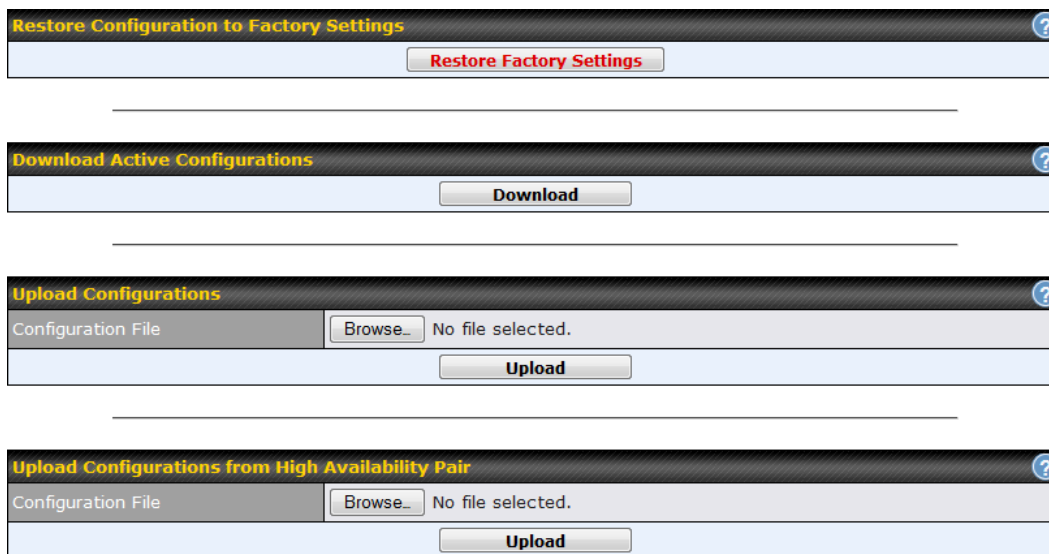 Restore Configuration to Factory Settings ?
Restore Factory Settings
Download Active Configurations ?
Download
Upload Configurations ?
Configuration File Browse... No file selected.
Upload
Upload Configurations from High Availability Pair ?
Configuration File Browse... No file selected.
Upload